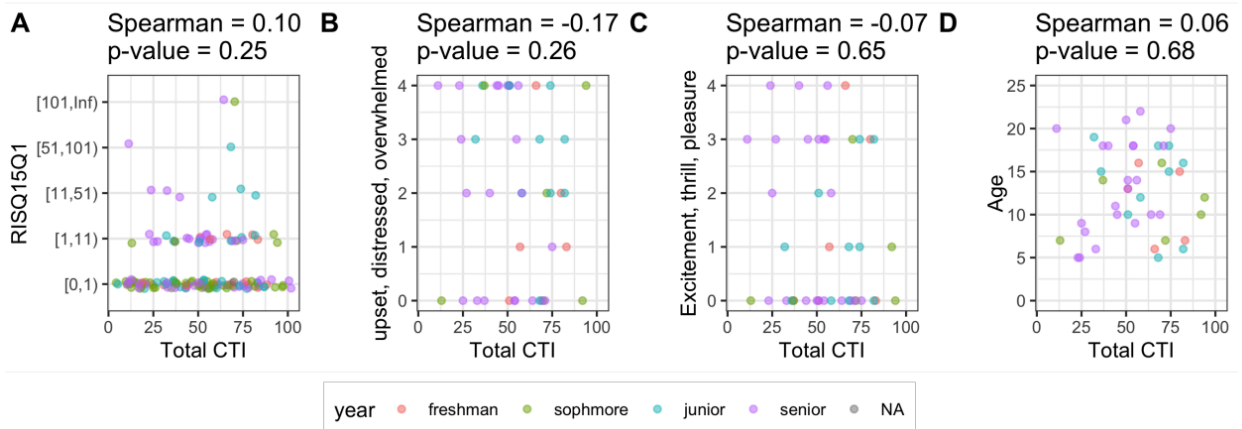 A
Spearman = 0.10
p-value = 0.25
RISQ15Q1
[101,Inf)
[51,101)
[11,51)
[1,11)
[0,1)
0 25 50 75 100
Total CTI
B
Spearman = -0.17
p-value = 0.26
upset, distressed, overwhelmed
4
3
2
1
0
0 25 50 75 100
Total CTI
C
Spearman = -0.07
p-value = 0.65
Excitement, thrill, pleasure
4
3
2
1
0
0 25 50 75 100
Total CTI
D
Spearman = 0.06
p-value = 0.68
Age
25
20
15
10
5
0
0 25 50 75 100
Total CTI
year freshman sophmore junior senior NA